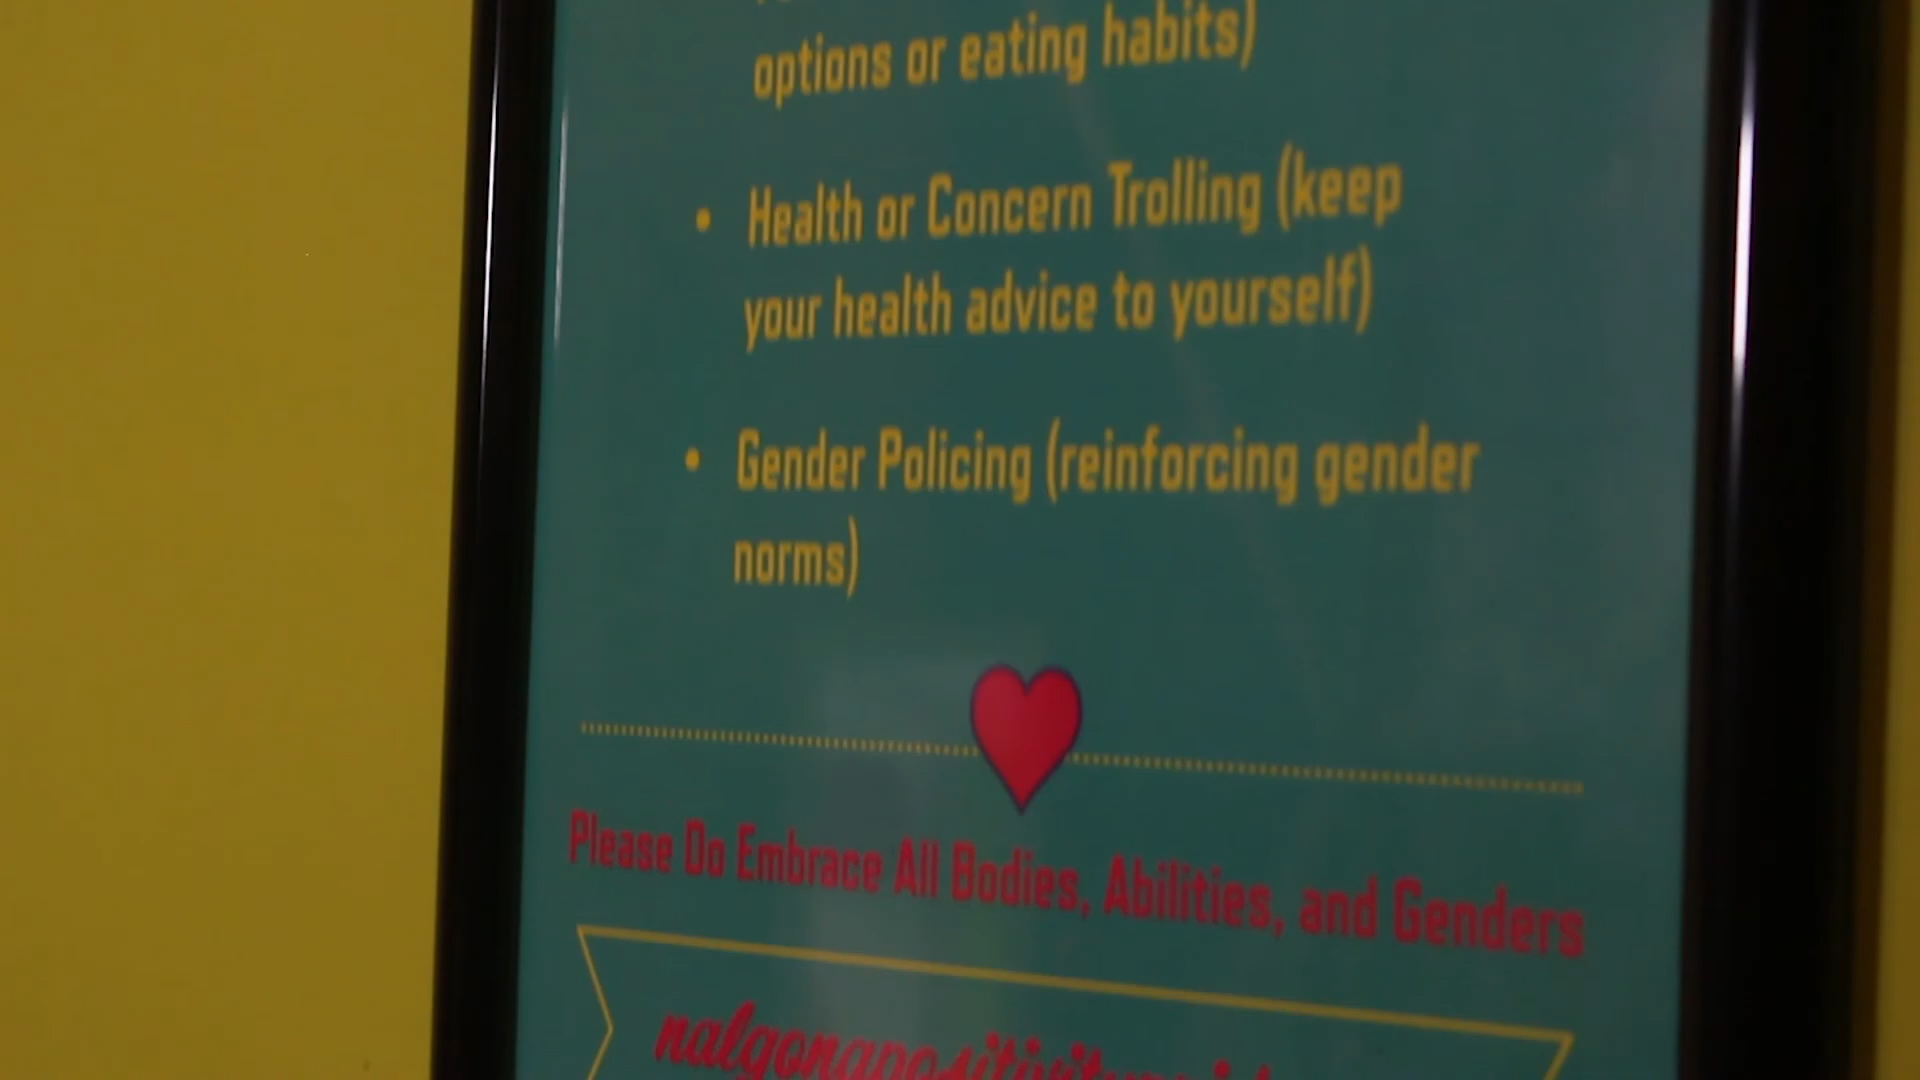 options or eating habits)
• Health or Concern Trolling (keep
your health advice to yourself)
• Gender Policing (reinforcing gender
norms)
Please Do Embrace All Bodies, Abilities, and Genders